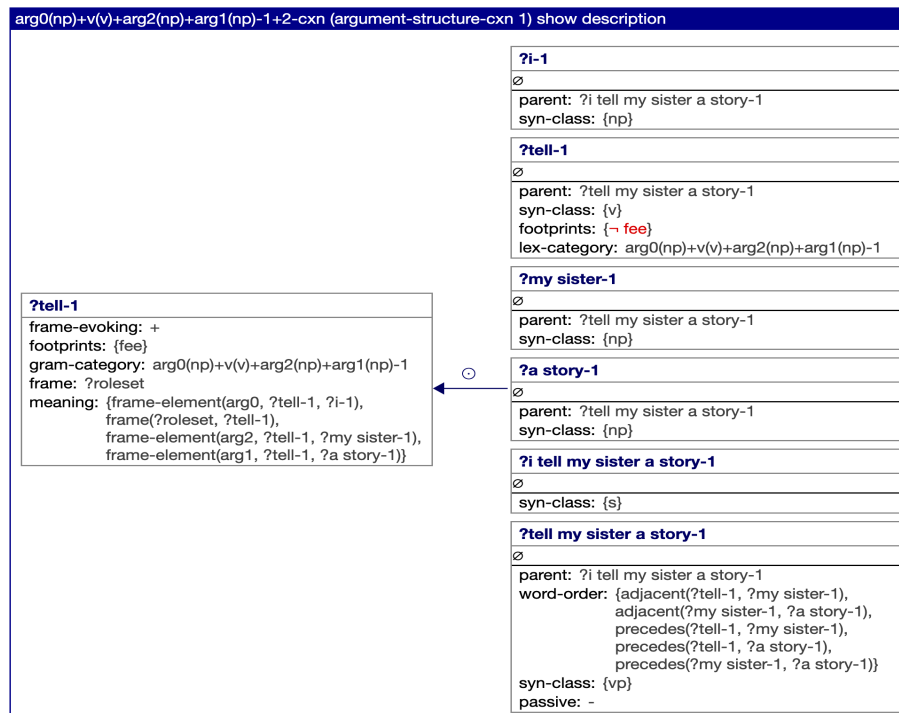 arg0(np)+v(v)+arg2(np)+arg1(np)-1+2-cxn (argument-structure-cxn 1) show description
?tell-1
frame-evoking: +
footprints: {fee}
gram-category: arg0(np)+v(v)+arg2(np)+arg1(np)-1
frame: ?roleset
meaning: {frame-element(arg0, ?tell-1, ?i-1),
frame(?roleset, ?tell-1),
frame-element(arg2, ?tell-1, ?my sister-1),
frame-element(arg1, ?tell-1, ?a story-1)}
⊙
?i-1
∅
parent: ?i tell my sister a story-1
syn-class: {np}
?tell-1
∅
parent: ?tell my sister a story-1
syn-class: {v}
footprints: {¬ fee}
lex-category: arg0(np)+v(v)+arg2(np)+arg1(np)-1
?my sister-1
∅
parent: ?tell my sister a story-1
syn-class: {np}
?a story-1
∅
parent: ?tell my sister a story-1
syn-class: {np}
?i tell my sister a story-1
∅
syn-class: {s}
?tell my sister a story-1
∅
parent: ?i tell my sister a story-1
word-order: {adjacent(?tell-1, ?my sister-1),
adjacent(?my sister-1, ?a story-1),
precedes(?tell-1, ?my sister-1),
precedes(?tell-1, ?a story-1),
precedes(?my sister-1, ?a story-1)}
syn-class: {vp}
passive: -